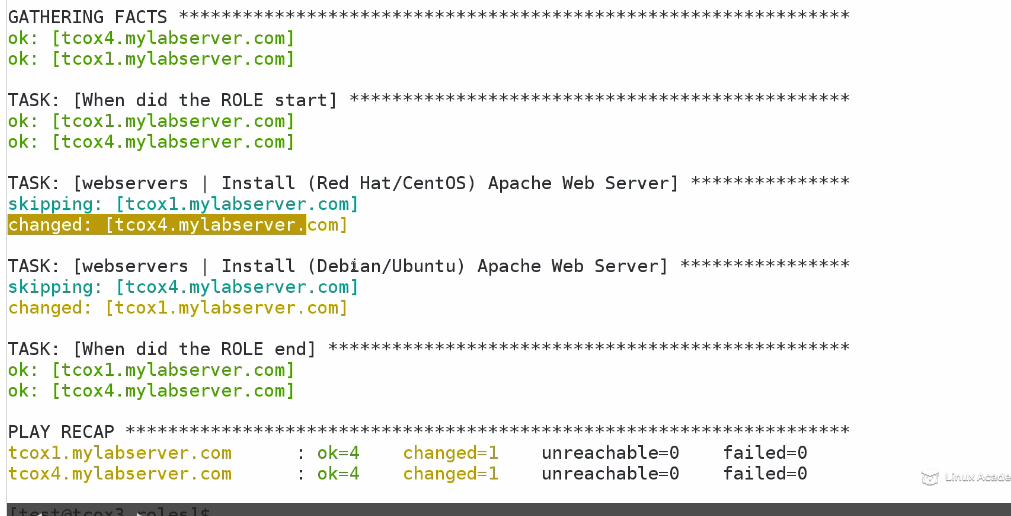 GATHERING FACTS ***************************************************************
ok: [tcox4.mylabserver.com]
ok: [tcox1.mylabserver.com]
TASK: [When did the ROLE start] ***********************************************
ok: [tcox1.mylabserver.com]
ok: [tcox4.mylabserver.com]
TASK: [webservers | Install (Red Hat/CentOS) Apache Web Server] ***************
skipping: [tcox1.mylabserver.com]
changed: [tcox4.mylabserver.com]
TASK: [webservers | Install (Debian/Ubuntu) Apache Web Server] ****************
skipping: [tcox4.mylabserver.com]
changed: [tcox1.mylabserver.com]
TASK: [When did the ROLE end] *************************************************
ok: [tcox1.mylabserver.com]
ok: [tcox4.mylabserver.com]
PLAY RECAP ********************************************************************
tcox1.mylabserver.com      : ok=4    changed=1    unreachable=0    failed=0
tcox4.mylabserver.com      : ok=4    changed=1    unreachable=0    failed=0
Linux Acade
[test@tcox3 roles]$